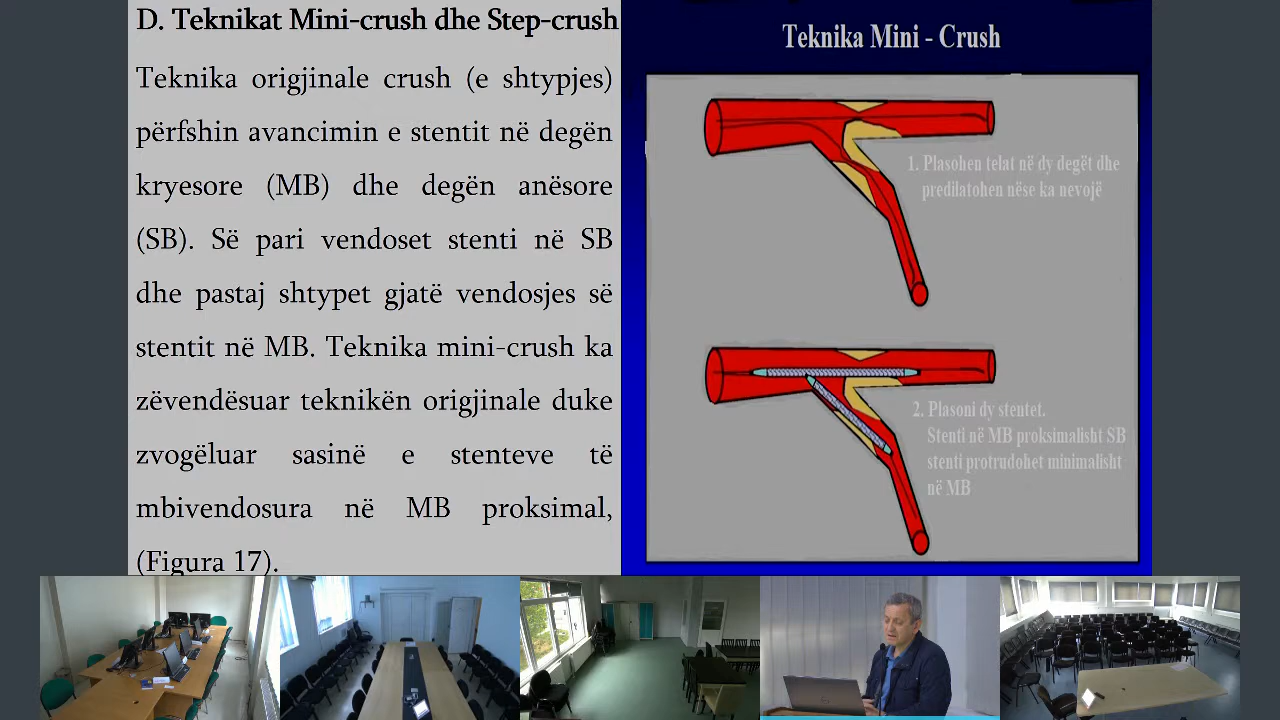 D. Teknikat Mini-crush dhe Step-crush
Teknika origjinale crush (e shtypjes)
përfshin avancimin e stentit në degën
kryesore (MB) dhe degën anësore
(SB). Së pari vendoset stenti në SB
dhe pastaj shtypet gjatë vendosjes së
stentit në MB. Teknika mini-crush ka
zëvendësuar teknikën origjinale duke
zvogëluar sasinë e stenteve të
mbivendosura në MB proksimal,
(Figura 17).
Teknika Mini - Crush
1. Plasohen telat në dy degët dhe
predilatohen nëse ka nevojë
2. Plasoni dy stentet.
Stenti në MB proksimalisht SB
stenti protrudohet minimalisht
në MB